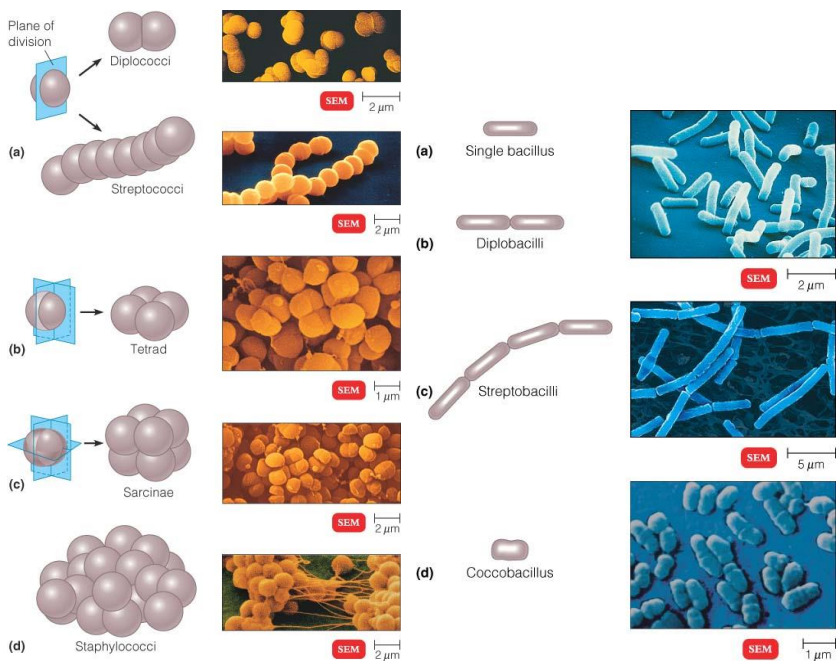 Plane of
division
Diplococci
SEM
2 μm
(a)
Streptococci
SEM
2 μm
(b)
Tetrad
SEM
1 μm
(c)
Sarcinae
SEM
2 μm
(d)
Staphylococci
SEM
2 μm
(a)
Single bacillus
(b)
Diplobacilli
SEM
2 μm
(c)
Streptobacilli
SEM
5 μm
(d)
Coccobacillus
SEM
1 μm